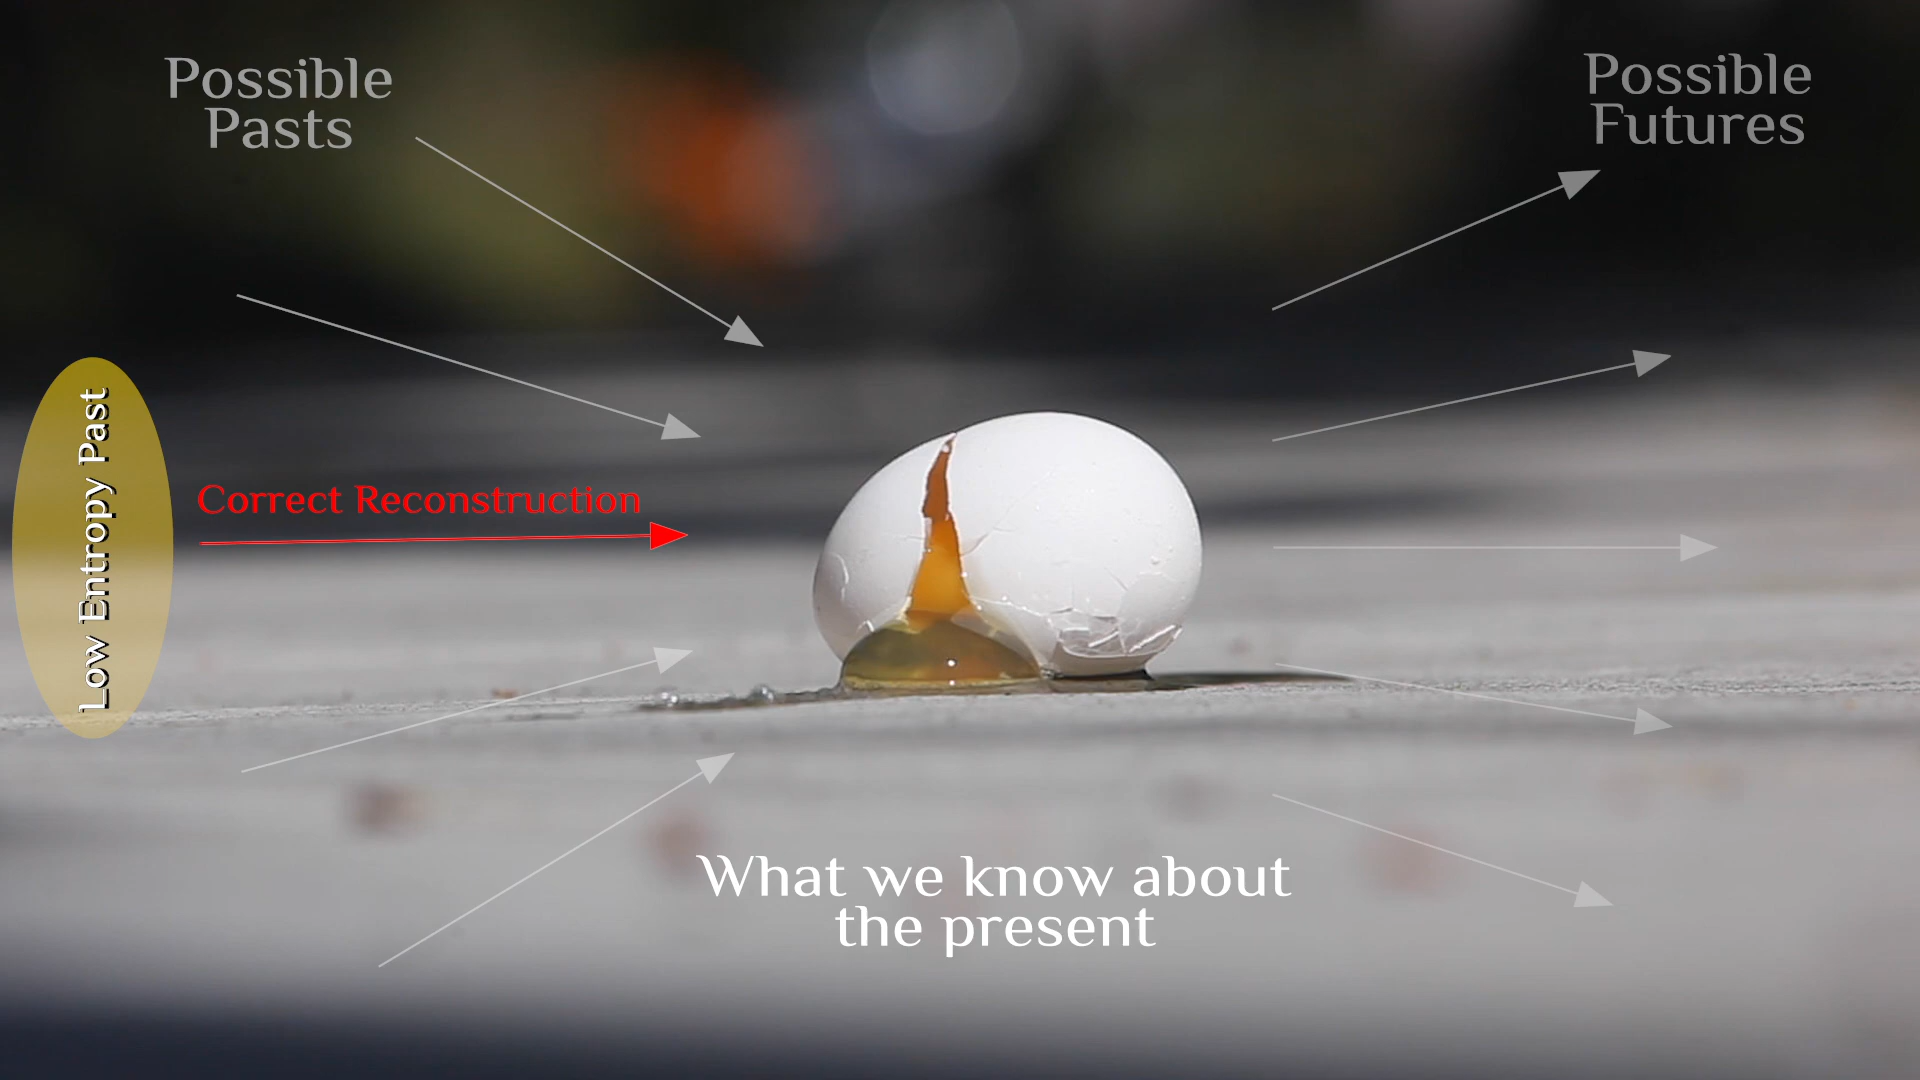 Possible
Pasts
Possible
Futures
Low Entropy Past
Correct Reconstruction
What we know about
the present